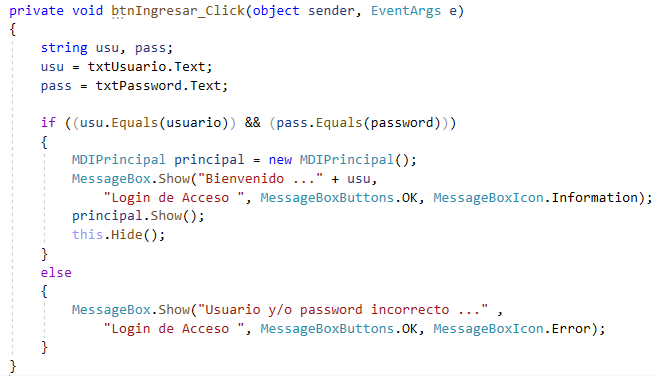 private void btnIngresar_Click(object sender, EventArgs e)
{
string usu, pass;
usu = txtUsuario.Text;
pass = txtPassword.Text;
if ((usu.Equals(usuario)) && (pass.Equals(password)))
{
MDIPrincipal principal = new MDIPrincipal();
MessageBox.Show("Bienvenido ..." + usu,
"Login de Acceso ", MessageBoxButtons.OK, MessageBoxIcon.Information);
principal.Show();
this.Hide();
}
else
{
MessageBox.Show("Usuario y/o password incorrecto ..." ,
"Login de Acceso ", MessageBoxButtons.OK, MessageBoxIcon.Error);
}
}